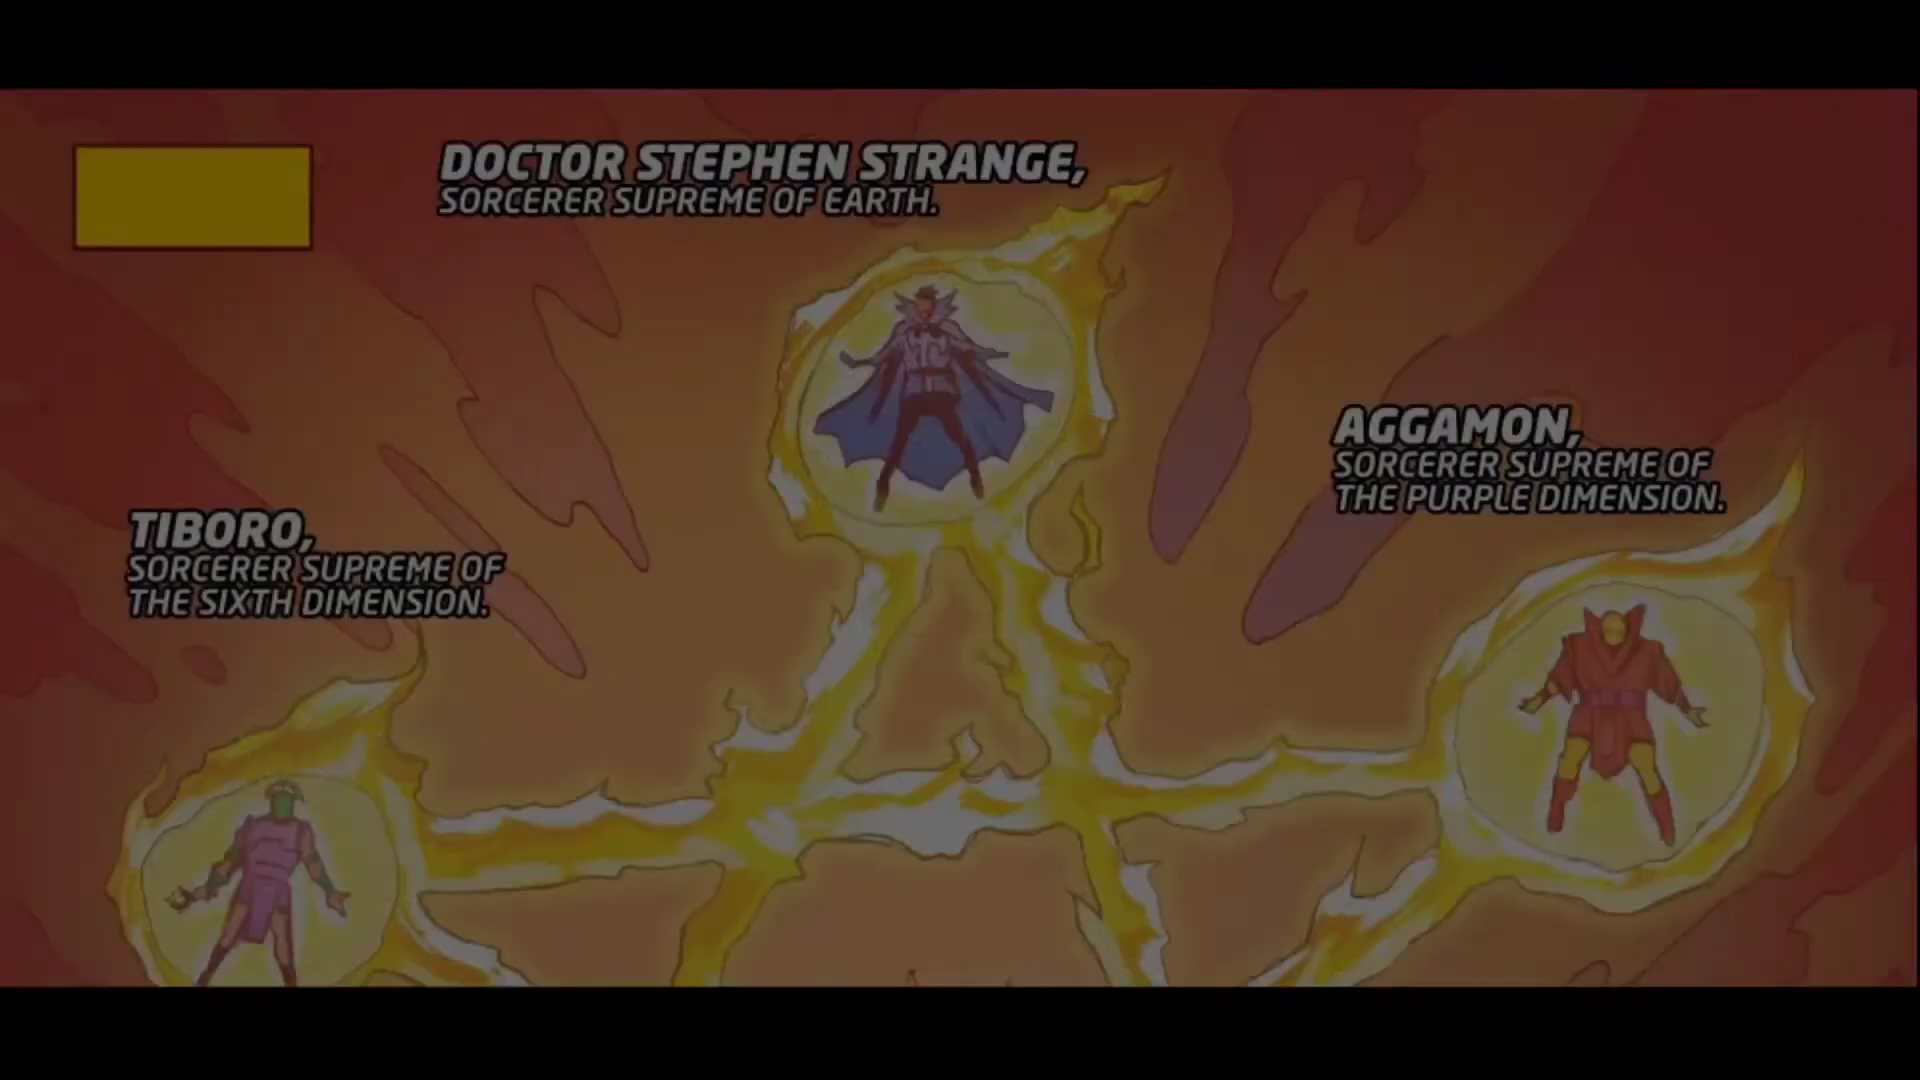 DOCTOR STEPHEN STRANGE,
SORCERER SUPREME OF EARTH.
AGGAMON,
SORCERER SUPREME OF
THE PURPLE DIMENSION.
TIBORO,
SORCERER SUPREME OF
THE SIXTH DIMENSION.